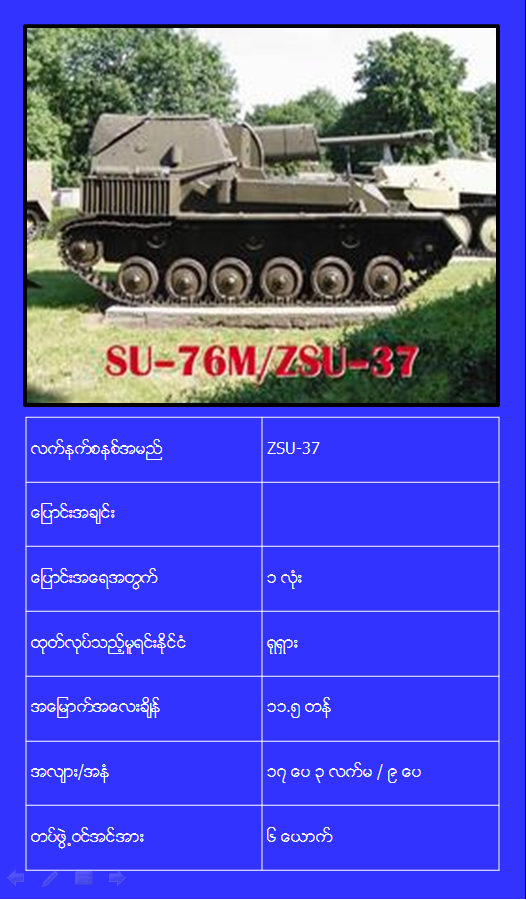 SU-76M/ZSU-37
လက်နက်စနစ်အမည် ZSU-37
ပြောင်းအချင်း
ပြောင်းအရေအတွက် ၁ လုံး
ထုတ်လုပ်သည့်မူရင်းနိုင်ငံ ရုရှား
အမြောက်အလေးချိန် ၁၁.၅ တန်
အလျား/အနံ ၁၇ ပေ ၃ လက်မ / ၉ ပေ
တပ်ဖွဲ့ဝင်အင်အား ၆ ယောက်